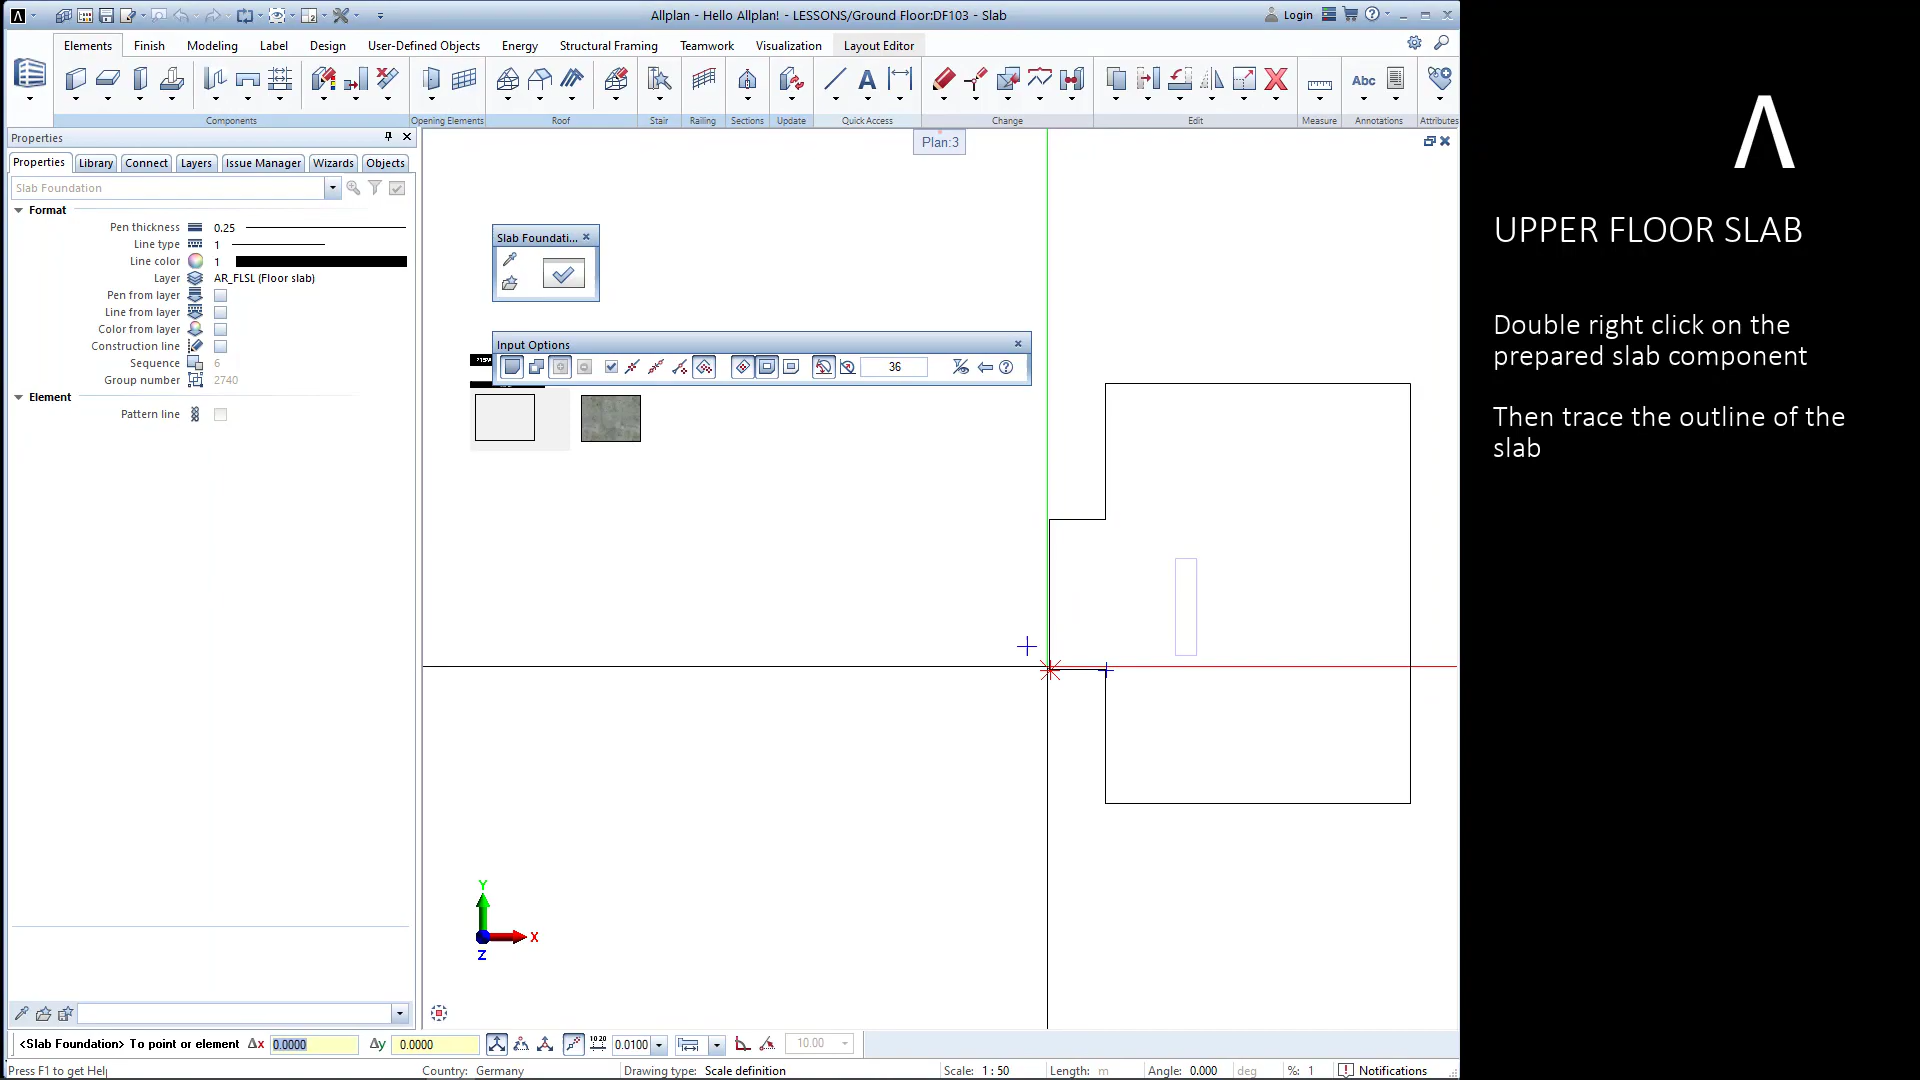 Allplan - Hello Allplan! - LESSONS/Ground Floor:DF103 - Slab
Login
Elements
Finish
Modeling
Label
Design
User-Defined Objects
Energy
Structural Framing
Teamwork
Visualization
Layout Editor
Abc
Components
Opening Elements
Roof
Stair
Railing
Sections
Update
Quick Access
Change
Edit
Measure
Annotations
Attributes
Properties
Properties
Library
Connect
Layers
Issue Manager
Wizards
Objects
Slab Foundation
Format
Pen thickness 0.25
Line type 1
Line color 1
Layer AR_FLSL (Floor slab)
Pen from layer
Line from layer
Color from layer
Construction line
Sequence 6
Group number 2740
Element
Pattern line
Plan:3
Slab Foundati...
Input Options
36
Y
X
Z
<Slab Foundation> To point or element Δx 0.0000 Δy 0.0000
10 20
0.0100
10.00
Press F1 to get Hel
Country: Germany
Drawing type: Scale definition
Scale: 1 : 50
Length: m
Angle: 0.000 deg
%: 1
Notifications
UPPER FLOOR SLAB
Double right click on the
prepared slab component
Then trace the outline of the
slab